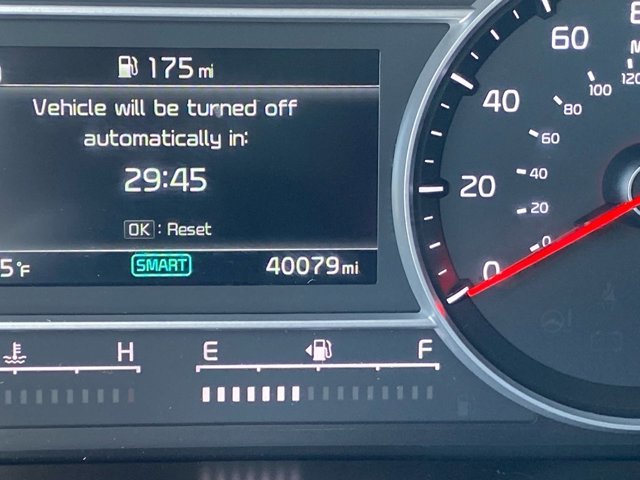 175 mi
Vehicle will be turned off
automatically in:
29:45
OK : Reset
5°F SMART 40079 mi
H E F
60
40
20
0
120
100
80
60
40
20
0